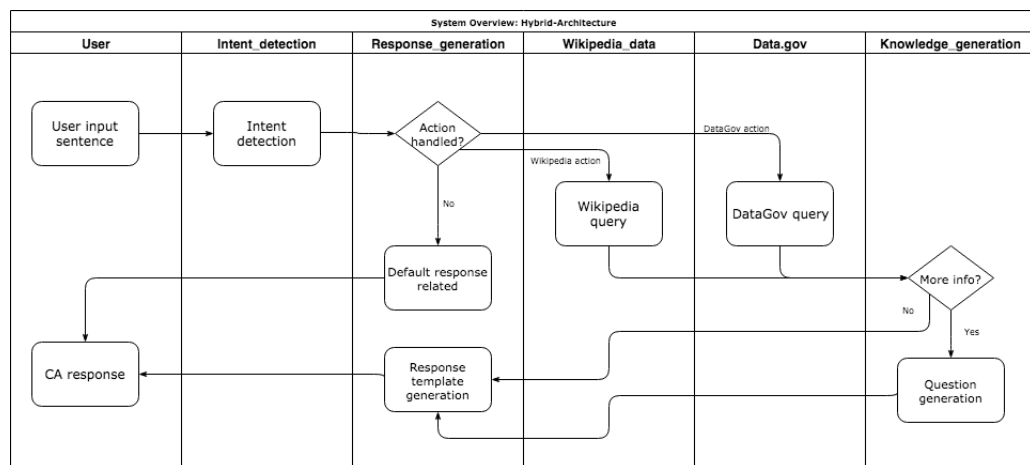 System Overview: Hybrid-Architecture
User
Intent_detection
Response_generation
Wikipedia_data
Data.gov
Knowledge_generation
User input
sentence
Intent
detection
Action
handled?
DataGov action
Wikipedia action
No
Wikipedia
query
DataGov query
Default response
related
More info?
No
Yes
CA response
Response
template
generation
Question
generation